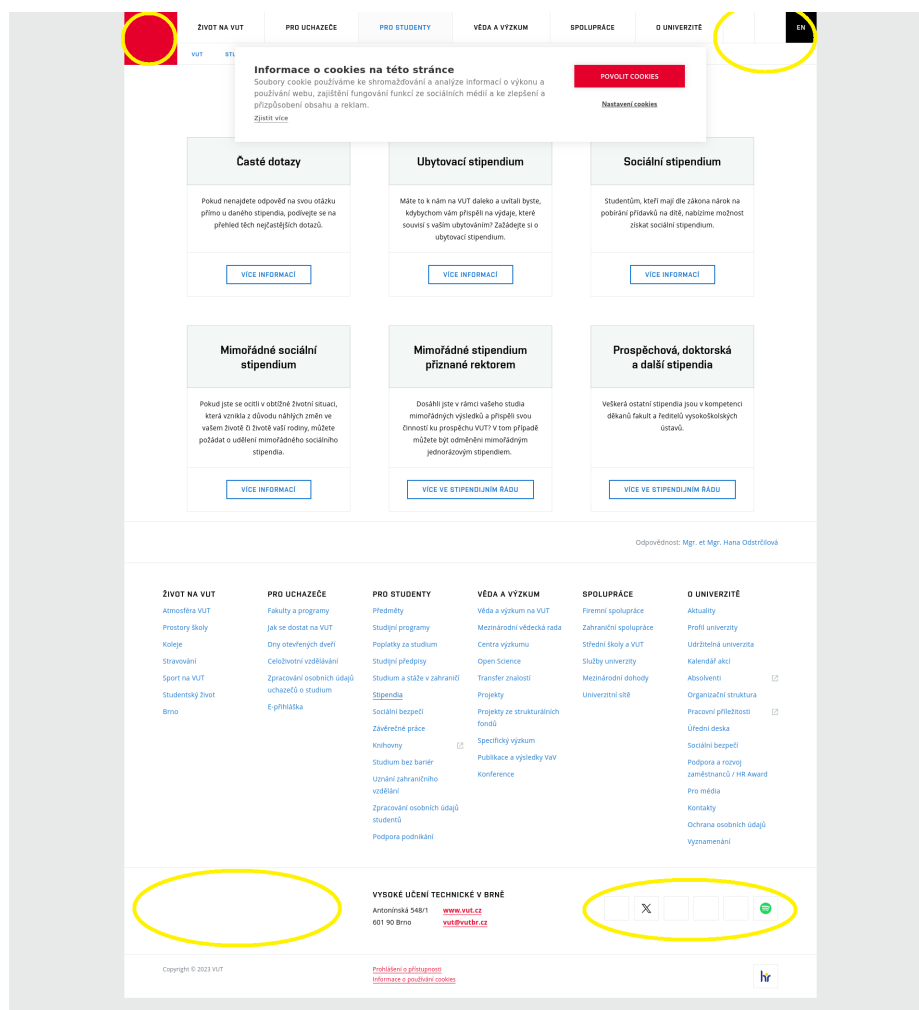 ŽIVOT NA VUT PRO UCHAZEČE PRO STUDENTY VĚDA A VÝZKUM SPOLUPRÁCE O UNIVERZITĚ EN
VUT
Informace o cookies na této stránce
Soubory cookie používáme ke shromažďování a analýze informací o výkonu a
používání webu, zajištění fungování funkcí ze sociálních médií a ke zlepšení a
přizpůsobení obsahu a reklam.
Zjistit více
POVOLIT COOKIES
Nastavení cookies
Časté dotazy
Pokud nenajdete odpověď na svou otázku
přímo u daného stipendia, podívejte se na
přehled těch nejčastějších dotazů.
VÍCE INFORMACÍ
Ubytovací stipendium
Máte to k nám na VUT daleko a uvítali byste,
kdybychom vám přispěli na výdaje, které
souvisí s vaším ubytováním? Zažádejte si o
ubytovací stipendium.
VÍCE INFORMACÍ
Sociální stipendium
Studentům, kteří mají dle zákona nárok na
pobírání přídavků na dítě, nabízíme možnost
získat sociální stipendium.
VÍCE INFORMACÍ
Mimořádné sociální
stipendium
Pokud jste se ocitli v obtížné životní situaci,
která vznikla z důvodu náhlých změn ve
vašem životě či životě vaší rodiny, můžete
požádat o udělení mimořádného sociálního
stipendia.
VÍCE INFORMACÍ
Mimořádné stipendium
přiznané rektorem
Dosáhli jste v rámci vašeho studia
mimořádných výsledků a přispěli svou
činností ku prospěchu VUT? V tom případě
můžete být odměněni mimořádným
jednorázovým stipendiem.
VÍCE VE STIPENDIJNÍM ŘÁDU
Prospěchová, doktorská
a další stipendia
Veškerá ostatní stipendia jsou v kompetenci
děkanů fakult a ředitelů vysokoškolských
ústavů.
VÍCE VE STIPENDIJNÍM ŘÁDU
Odpovědnost: Mgr. et Mgr. Hana Odstrčilová
ŽIVOT NA VUT
Atmosféra VUT
Prostory školy
Koleje
Stravování
Sport na VUT
Studentský život
Brno
PRO UCHAZEČE
Fakulty a programy
Jak se dostat na VUT
Dny otevřených dveří
Celoživotní vzdělávání
Zpracování osobních údajů
uchazečů o studium
E-přihláška
PRO STUDENTY
Předměty
Studijní programy
Poplatky za studium
Studijní předpisy
Studium a stáže v zahraničí
Stipendia
Sociální bezpečí
Závěrečné práce
Knihovny
Studium bez bariér
Uznání zahraničního
vzdělání
Zpracování osobních údajů
studentů
Podpora podnikání
VĚDA A VÝZKUM
Věda a výzkum na VUT
Mezinárodní vědecká rada
Centra výzkumu
Open Science
Transfer znalostí
Projekty
Projekty ze strukturálních
fondů
Specifický výzkum
Publikace a výsledky VaV
Konference
SPOLUPRÁCE
Firemní spolupráce
Zahraniční spolupráce
Střední školy a VUT
Služby univerzity
Mezinárodní dohody
Univerzitní sítě
O UNIVERZITĚ
Aktuality
Profil univerzity
Udržitelná univerzita
Kalendář akcí
Absolventi
Organizační struktura
Pracovní příležitosti
Úřední deska
Sociální bezpečí
Podpora a rozvoj
zaměstnanců / HR Award
Pro média
Kontakty
Ochrana osobních údajů
Vyznamenání
VYSOKÉ UČENÍ TECHNICKÉ V BRNĚ
Antonínská 548/1 www.vut.cz
601 90 Brno vut@vutbr.cz
Copyright © 2023 VUT
Prohlášení o přístupnosti
Informace o používání cookies
hr